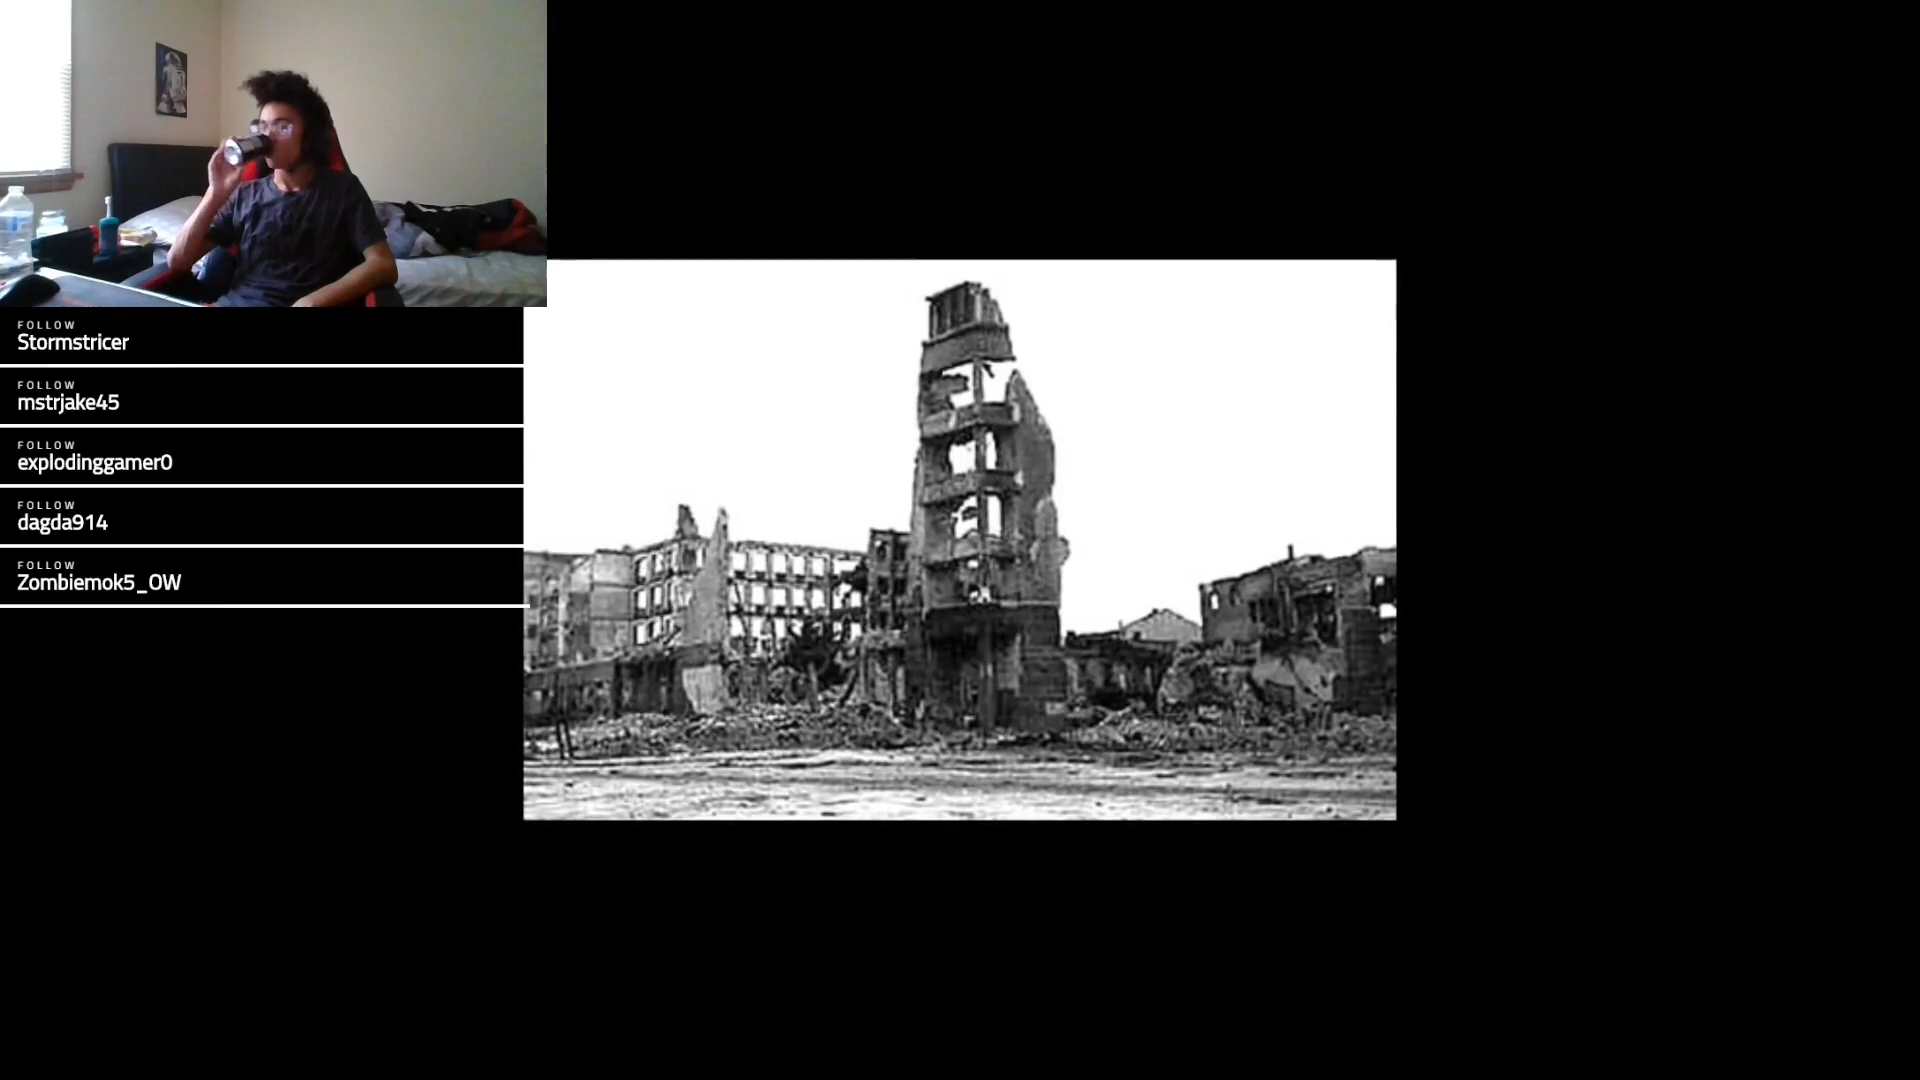 FOLLOW
Stormstricer
FOLLOW
mstrjake45
FOLLOW
explodinggamer0
FOLLOW
dagda914
FOLLOW
Zombiemok5_OW